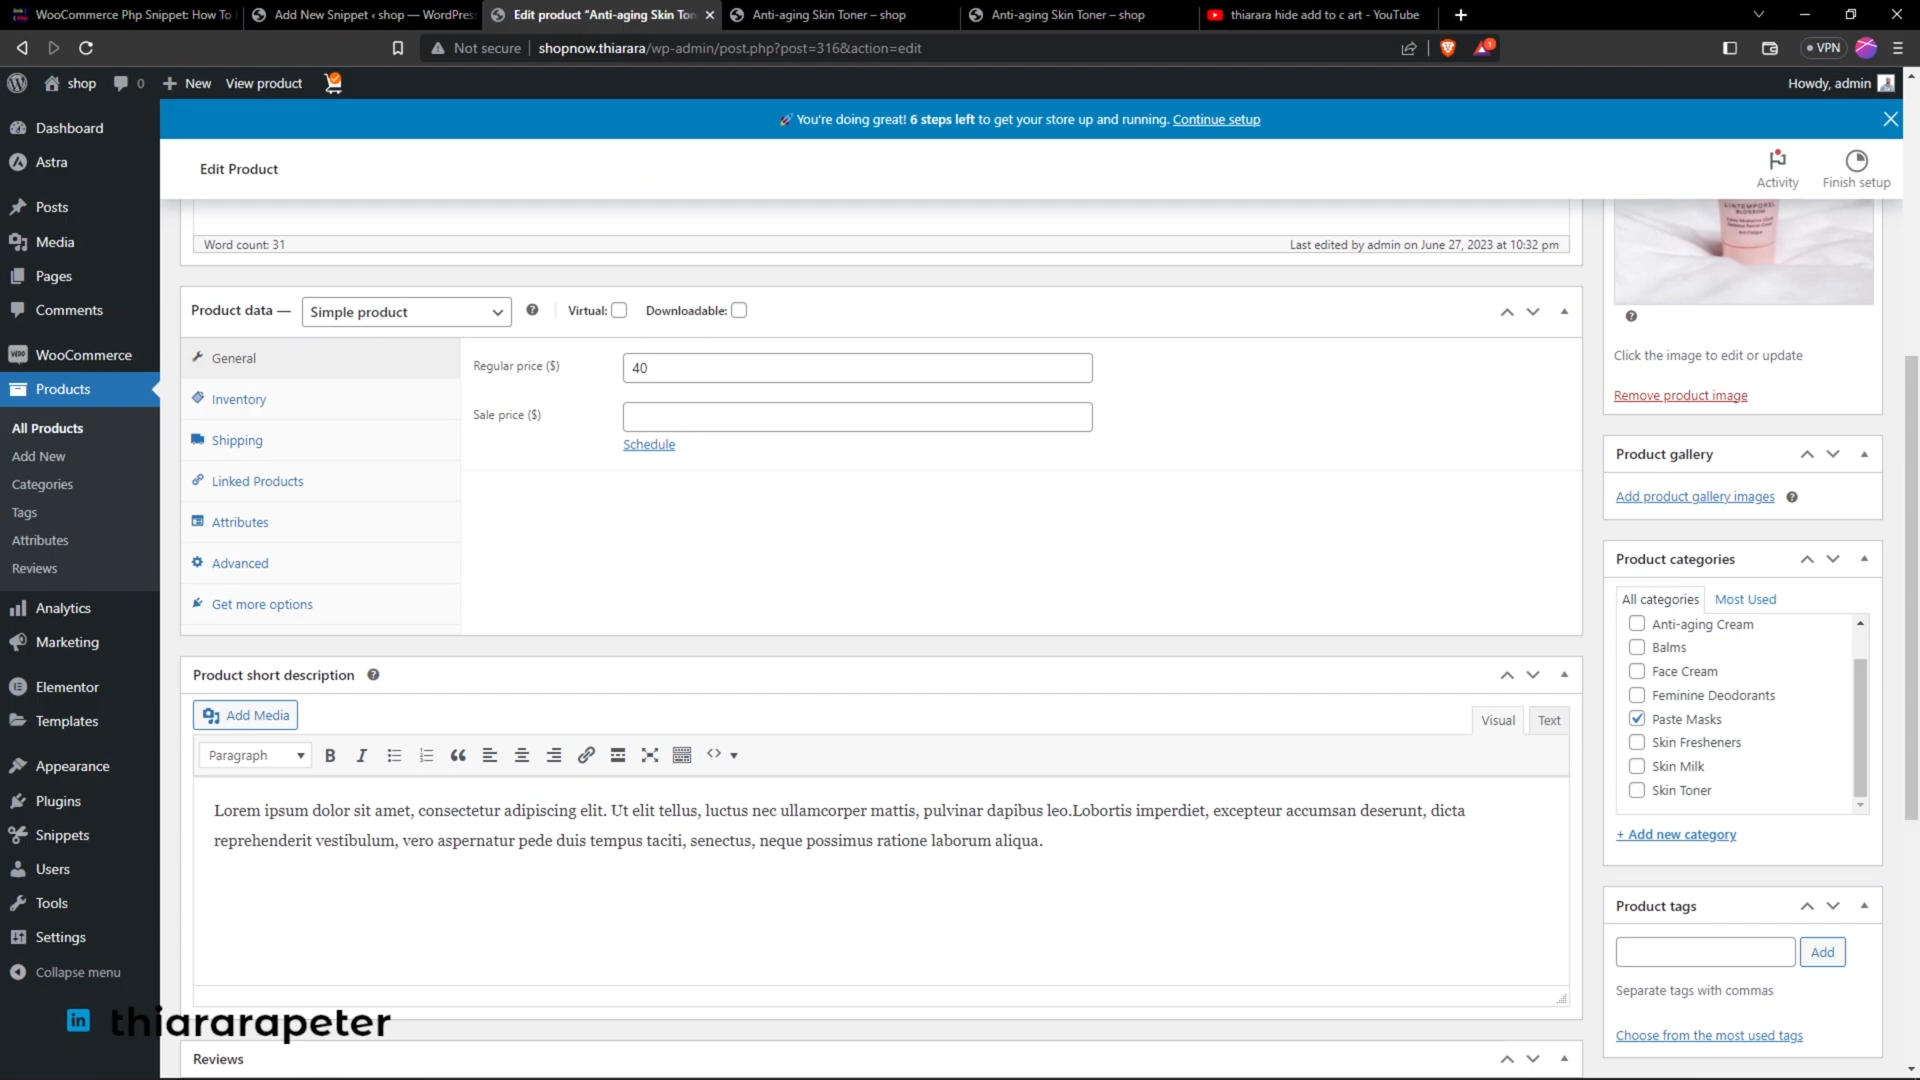 WooCommerce Php Snippet: How To
Add New Snippet ‹ shop — WordPres
Edit product “Anti-aging Skin Ton
Anti-aging Skin Toner – shop
Anti-aging Skin Toner – shop
thiarara hide add to c art - YouTube
Not secure
shopnow.thiarara/wp-admin/post.php?post=316&action=edit
1
VPN
shop
0
New
View product
Howdy, admin
You're doing great! 6 steps left to get your store up and running. Continue setup
Edit Product
Activity
Finish setup
Dashboard
Astra
Posts
Media
Pages
Comments
WooCommerce
Products
All Products
Add New
Categories
Tags
Attributes
Reviews
Analytics
Marketing
Elementor
Templates
Appearance
Plugins
Snippets
Users
Tools
Settings
Collapse menu
in thiararapeter
Word count: 31
Last edited by admin on June 27, 2023 at 10:32 pm
Product data — Simple product
Virtual:
Downloadable:
General
Inventory
Shipping
Linked Products
Attributes
Advanced
Get more options
Regular price ($)
40
Sale price ($)
Schedule
Product short description
Add Media
Visual
Text
Paragraph
Lorem ipsum dolor sit amet, consectetur adipiscing elit. Ut elit tellus, luctus nec ullamcorper mattis, pulvinar dapibus leo.Lobortis imperdiet, excepteur accumsan deserunt, dicta
reprehenderit vestibulum, vero aspernatur pede duis tempus taciti, senectus, neque possimus ratione laborum aliqua.
Reviews
BLOSSOM
Click the image to edit or update
Remove product image
Product gallery
Add product gallery images
Product categories
All categories
Most Used
Anti-aging Cream
Balms
Face Cream
Feminine Deodorants
Paste Masks
Skin Fresheners
Skin Milk
Skin Toner
+ Add new category
Product tags
Add
Separate tags with commas
Choose from the most used tags